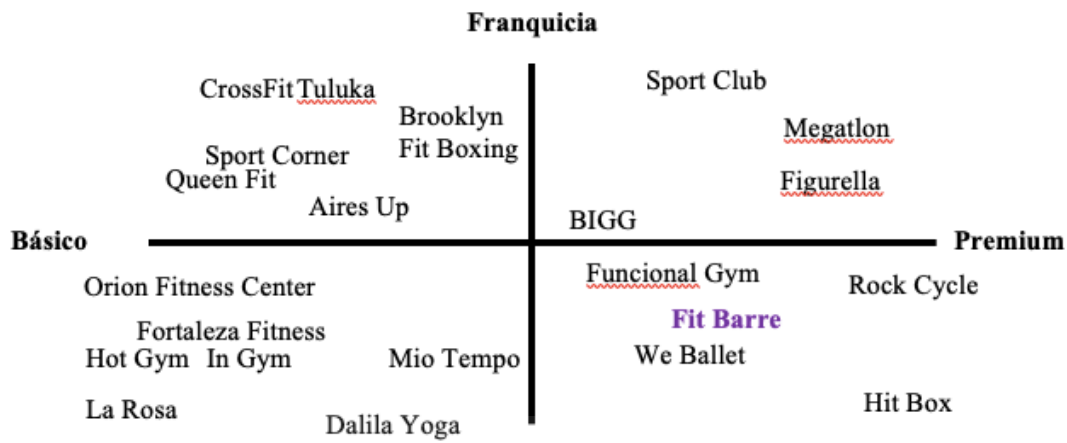 Franquicia
CrossFit Tuluka
Sport Club
Brooklyn
Fit Boxing
Megatlon
Sport Corner
Queen Fit
Figurella
Aires Up
BIGG
Básico
Premium
Orion Fitness Center
Funcional Gym
Rock Cycle
Fortaleza Fitness
Fit Barre
Hot Gym In Gym
Mio Tempo
We Ballet
La Rosa
Dalila Yoga
Hit Box